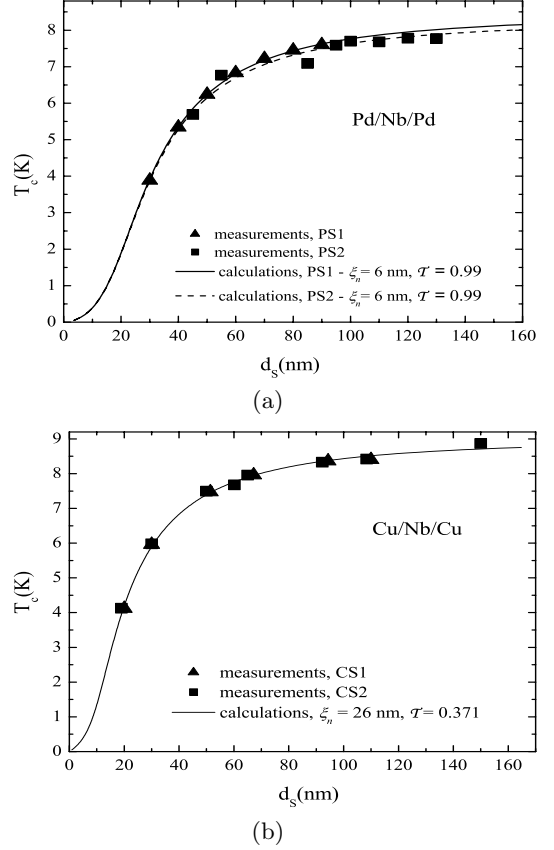 8
7
6
5
4
3
2
1
0
T_c(K)
Pd/Nb/Pd
measurements, PS1
measurements, PS2
calculations, PS1 - ξ_n = 6 nm, 𝒯 = 0.99
calculations, PS2 - ξ_n = 6 nm, 𝒯 = 0.99
0 20 40 60 80 100 120 140 160
d_S(nm)
(a)
9
8
7
6
5
4
3
2
1
0
T_c(K)
Cu/Nb/Cu
measurements, CS1
measurements, CS2
calculations, ξ_n = 26 nm, 𝒯 = 0.371
0 20 40 60 80 100 120 140 160
d_S(nm)
(b)